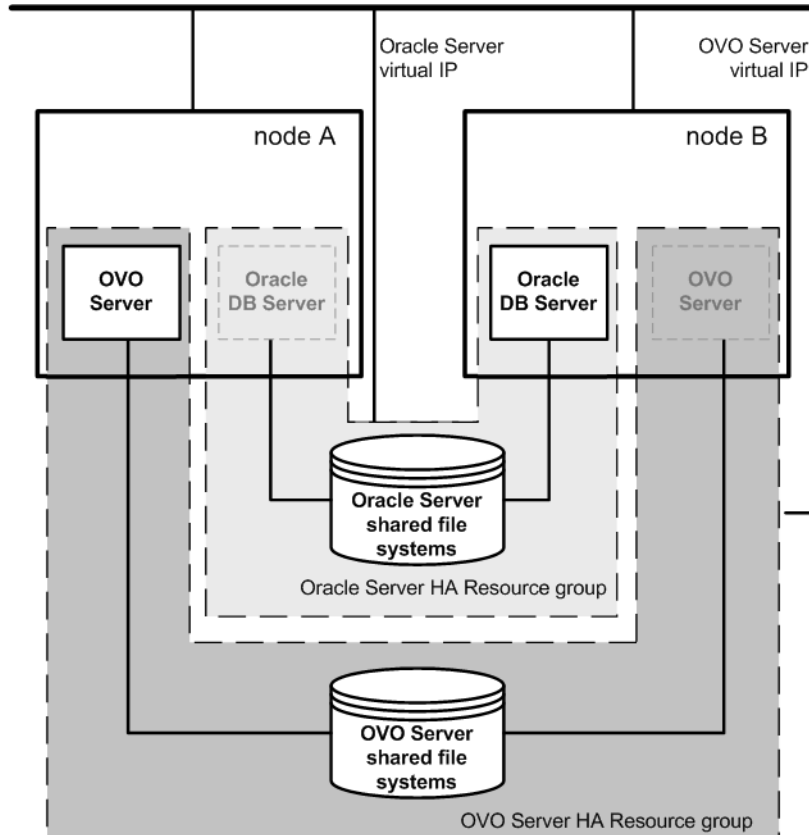 Oracle Server
virtual IP
OVO Server
virtual IP
node A
node B
OVO
Server
Oracle
DB Server
Oracle
DB Server
OVO
Server
Oracle Server
shared file
systems
Oracle Server HA Resource group
OVO Server
shared file
systems
OVO Server HA Resource group